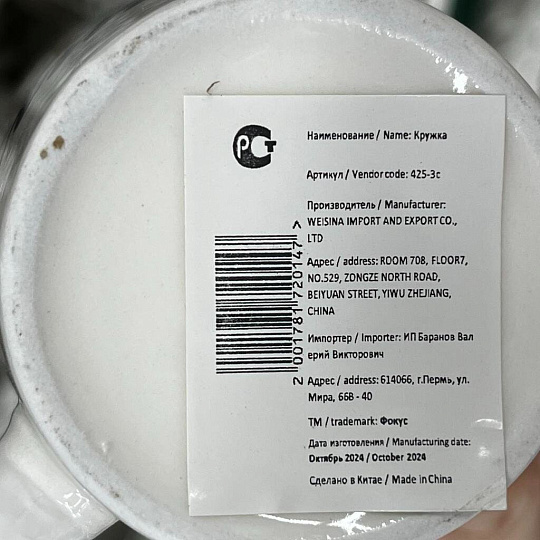 РСТ
Наименование / Name: Кружка
Артикул / Vendor code: 425-3c
Производитель / Manufacturer:
WEISINA IMPORT AND EXPORT CO.,
LTD
Адрес / address: ROOM 708, FLOOR7,
NO.529, ZONGZE NORTH ROAD,
BEIYUAN STREET, YIWU ZHEJIANG,
CHINA
Импортер / Importer: ИП Баранов Вал
ерий Викторович
Адрес / address: 614066, г.Пермь, ул.
Мира, 66В - 40
ТМ / trademark: Фокус
Дата изготовления / Manufacturing date:
Октябрь 2024 / October 2024
Сделано в Китае / Made in China
2 001781 720147 >